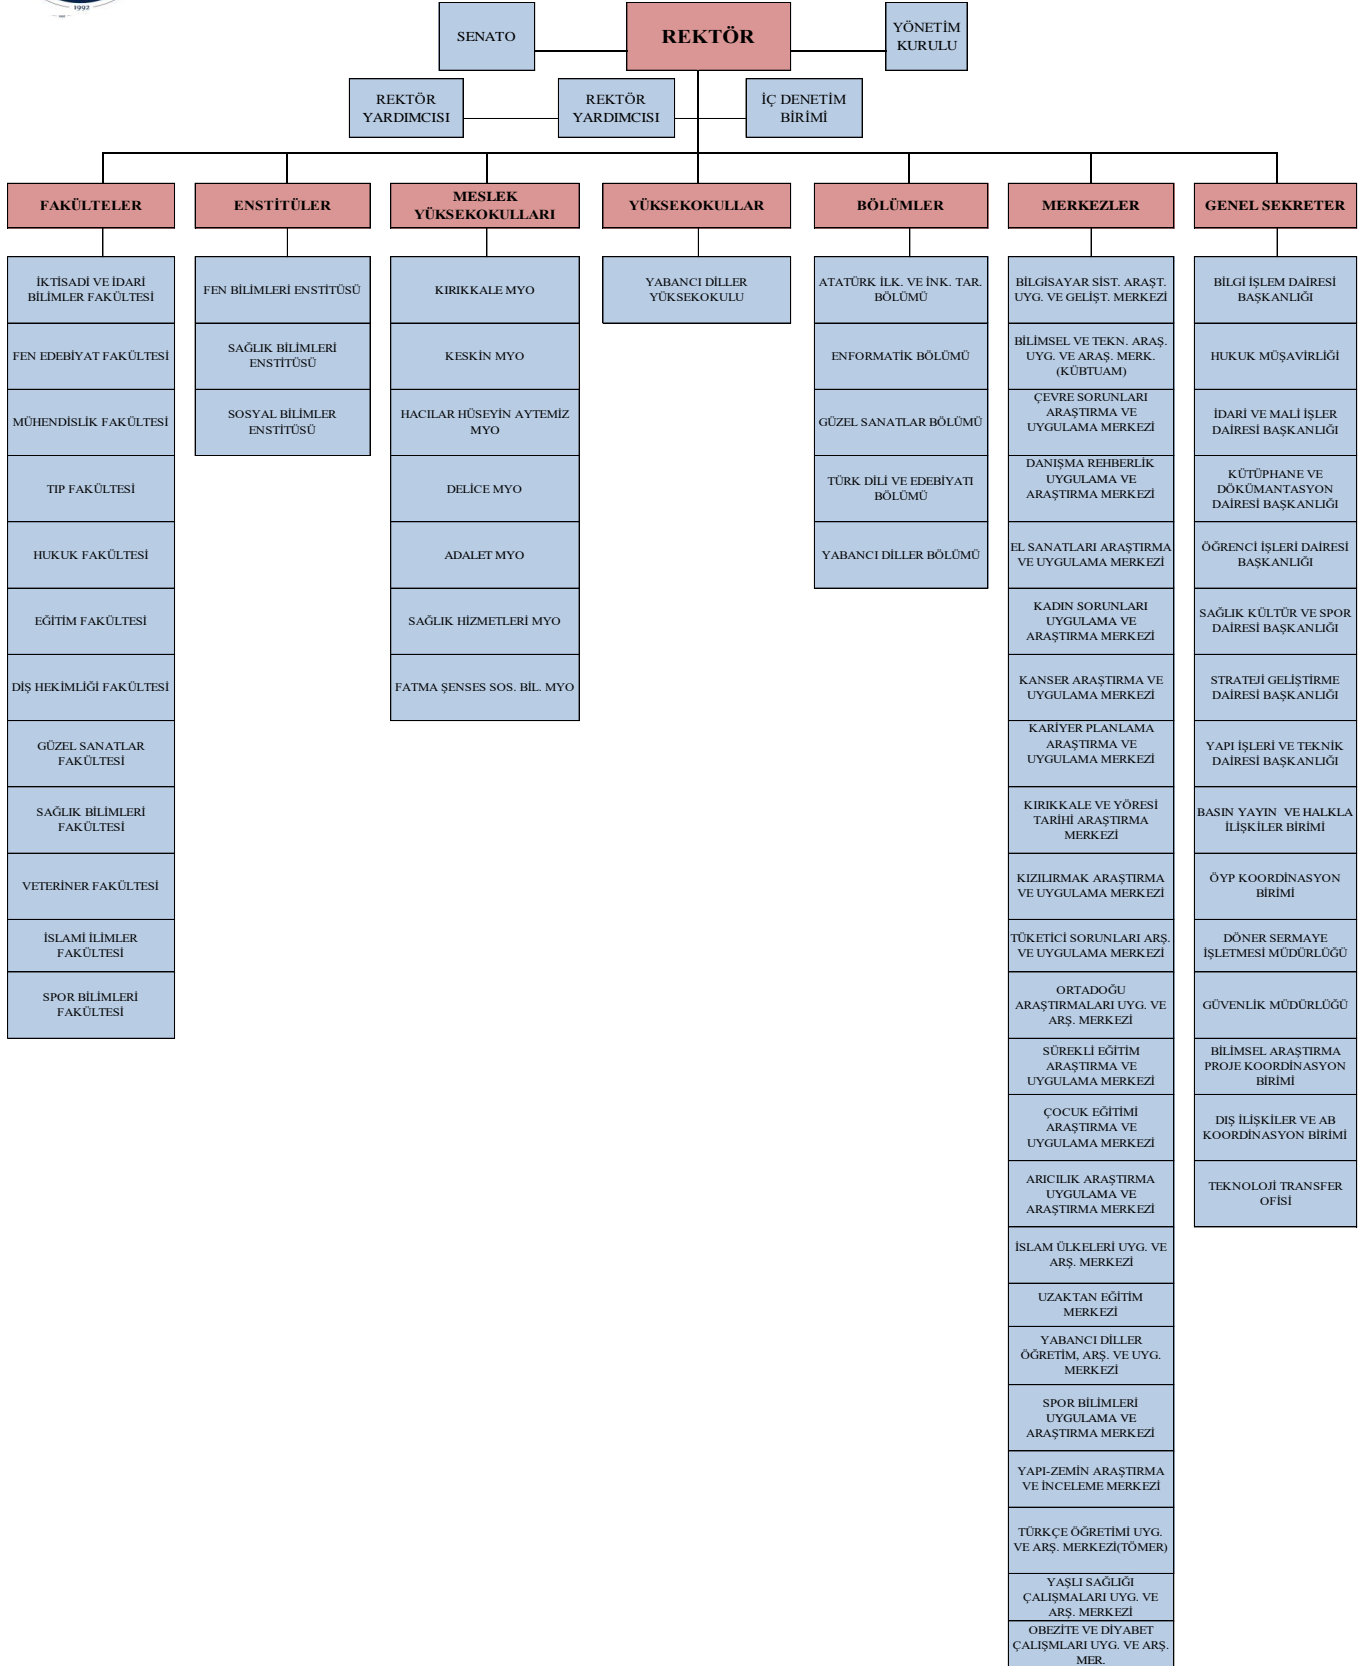 1992
SENATO
REKTÖR
YÖNETİM
KURULU
REKTÖR
YARDIMCISI
REKTÖR
YARDIMCISI
İÇ DENETİM
BİRİMİ
FAKÜLTELER
ENSTİTÜLER
MESLEK
YÜKSEKOKULLARI
YÜKSEKOKULLAR
BÖLÜMLER
MERKEZLER
GENEL SEKRETER
İKTİSADİ VE İDARİ
BİLİMLER FAKÜLTESİ
FEN EDEBİYAT FAKÜLTESİ
MÜHENDİSLİK FAKÜLTESİ
TIP FAKÜLTESİ
HUKUK FAKÜLTESİ
EĞİTİM FAKÜLTESİ
DİŞ HEKİMLİĞİ FAKÜLTESİ
GÜZEL SANATLAR
FAKÜLTESİ
SAĞLIK BİLİMLERİ
FAKÜLTESİ
VETERİNER FAKÜLTESİ
İSLAMİ İLİMLER
FAKÜLTESİ
SPOR BİLİMLERİ
FAKÜLTESİ
FEN BİLİMLERİ ENSTİTÜSÜ
SAĞLIK BİLİMLERİ
ENSTİTÜSÜ
SOSYAL BİLİMLER
ENSTİTÜSÜ
KIRIKKALE MYO
KESKİN MYO
HACILAR HÜSEYİN AYTEMİZ
MYO
DELİCE MYO
ADALET MYO
SAĞLIK HİZMETLERİ MYO
FATMA ŞENSES SOS. BİL. MYO
YABANCI DİLLER
YÜKSEKOKULU
ATATÜRK İLK. VE İNK. TAR.
BÖLÜMÜ
ENFORMATİK BÖLÜMÜ
GÜZEL SANATLAR BÖLÜMÜ
TÜRK DİLİ VE EDEBİYATI
BÖLÜMÜ
YABANCI DİLLER BÖLÜMÜ
BİLGİSAYAR SİST. ARAŞT.
UYG. VE GELİŞT. MERKEZİ
BİLİMSEL VE TEKN. ARAŞ.
UYG. VE ARAŞ. MERK.
(KÜBTUAM)
ÇEVRE SORUNLARI
ARAŞTIRMA VE
UYGULAMA MERKEZİ
DANIŞMA REHBERLİK
UYGULAMA VE
ARAŞTIRMA MERKEZİ
EL SANATLARI ARAŞTIRMA
VE UYGULAMA MERKEZİ
KADIN SORUNLARI
UYGULAMA VE
ARAŞTIRMA MERKEZİ
KANSER ARAŞTIRMA VE
UYGULAMA MERKEZİ
KARİYER PLANLAMA
ARAŞTIRMA VE
UYGULAMA MERKEZİ
KIRIKKALE VE YÖRESİ
TARİHİ ARAŞTIRMA
MERKEZİ
KIZILIRMAK ARAŞTIRMA
VE UYGULAMA MERKEZİ
TÜKETİCİ SORUNLARI ARŞ.
VE UYGULAMA MERKEZİ
ORTADOĞU
ARAŞTIRMALARI UYG. VE
ARŞ. MERKEZİ
SÜREKLİ EĞİTİM
ARAŞTIRMA VE
UYGULAMA MERKEZİ
ÇOCUK EĞİTİMİ
ARAŞTIRMA VE
UYGULAMA MERKEZİ
ARICILIK ARAŞTIRMA
UYGULAMA VE
ARAŞTIRMA MERKEZİ
İSLAM ÜLKELERİ UYG. VE
ARŞ. MERKEZİ
UZAKTAN EĞİTİM
MERKEZİ
YABANCI DİLLER
ÖĞRETİM, ARŞ. VE UYG.
MERKEZİ
SPOR BİLİMLERİ
UYGULAMA VE
ARAŞTIRMA MERKEZİ
YAPI-ZEMİN ARAŞTIRMA
VE İNCELEME MERKEZİ
TÜRKÇE ÖĞRETİMİ UYG.
VE ARŞ. MERKEZİ(TÖMER)
YAŞLI SAĞLIĞI
ÇALIŞMALARI UYG. VE
ARŞ. MERKEZİ
OBEZİTE VE DİYABET
ÇALIŞMLARI UYG. VE ARŞ.
MER.
BİLGİ İŞLEM DAİRESİ
BAŞKANLIĞI
HUKUK MÜŞAVİRLİĞİ
İDARİ VE MALİ İŞLER
DAİRESİ BAŞKANLIĞI
KÜTÜPHANE VE
DÖKÜMANTASYON
DAİRESİ BAŞKANLIĞI
ÖĞRENCİ İŞLERİ DAİRESİ
BAŞKANLIĞI
SAĞLIK KÜLTÜR VE SPOR
DAİRESİ BAŞKANLIĞI
STRATEJİ GELİŞTİRME
DAİRESİ BAŞKANLIĞI
YAPI İŞLERİ VE TEKNİK
DAİRESİ BAŞKANLIĞI
BASIN YAYIN VE HALKLA
İLİŞKİLER BİRİMİ
ÖYP KOORDİNASYON
BİRİMİ
DÖNER SERMAYE
İŞLETMESİ MÜDÜRLÜĞÜ
GÜVENLİK MÜDÜRLÜĞÜ
BİLİMSEL ARAŞTIRMA
PROJE KOORDİNASYON
BİRİMİ
DIŞ İLİŞKİLER VE AB
KOORDİNASYON BİRİMİ
TEKNOLOJİ TRANSFER
OFİSİ